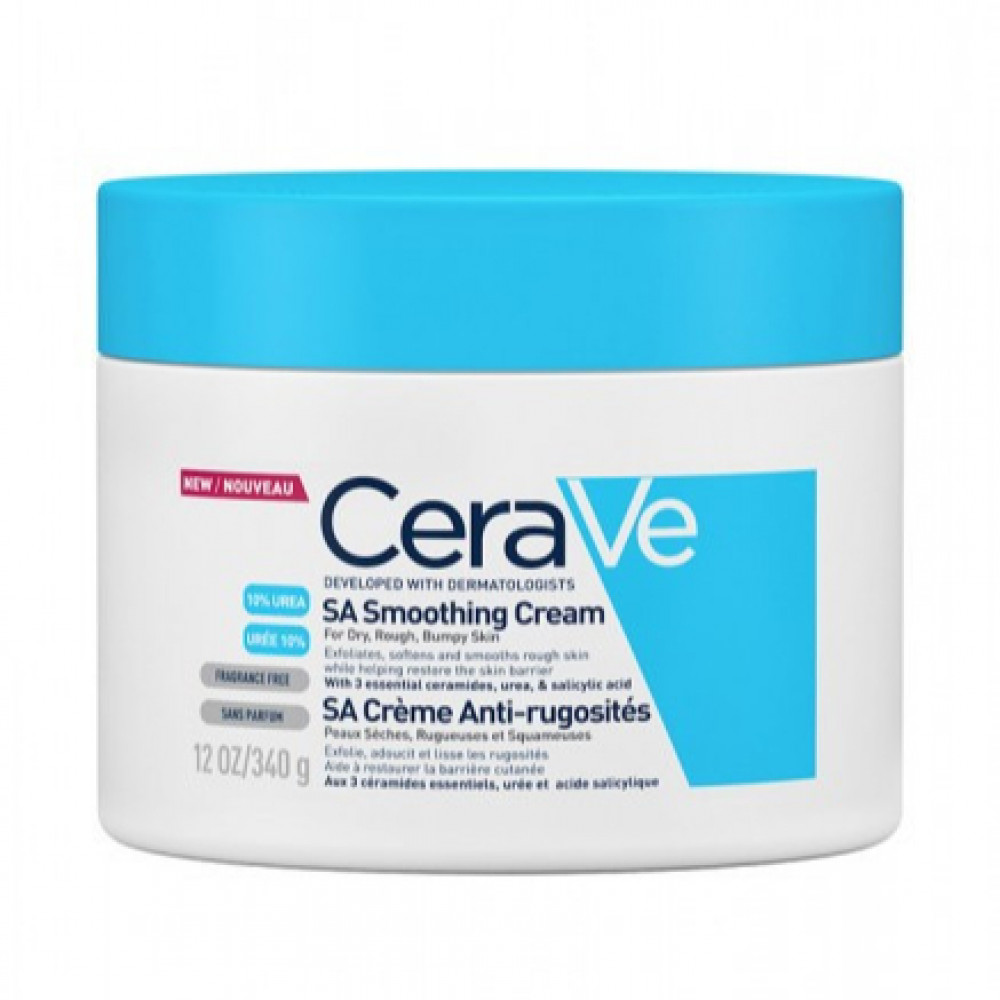 NEW / NOUVEAU
CeraVe
DEVELOPED WITH DERMATOLOGISTS
10% UREA
SA Smoothing Cream
For Dry, Rough, Bumpy Skin
URÉE 10%
Exfoliates, softens and smooths rough skin
while helping restore the skin barrier
FRAGRANCE FREE
With 3 essential ceramides, urea, & salicylic acid
SANS PARFUM
SA Crème Anti-rugosités
Peaux Sèches, Rugueuses et Squameuses
12 OZ/340 g
Exfolie, adoucit et lisse les rugosités
Aide à restaurer la barrière cutanée
Aux 3 céramides essentiels, urée et acide salicylique